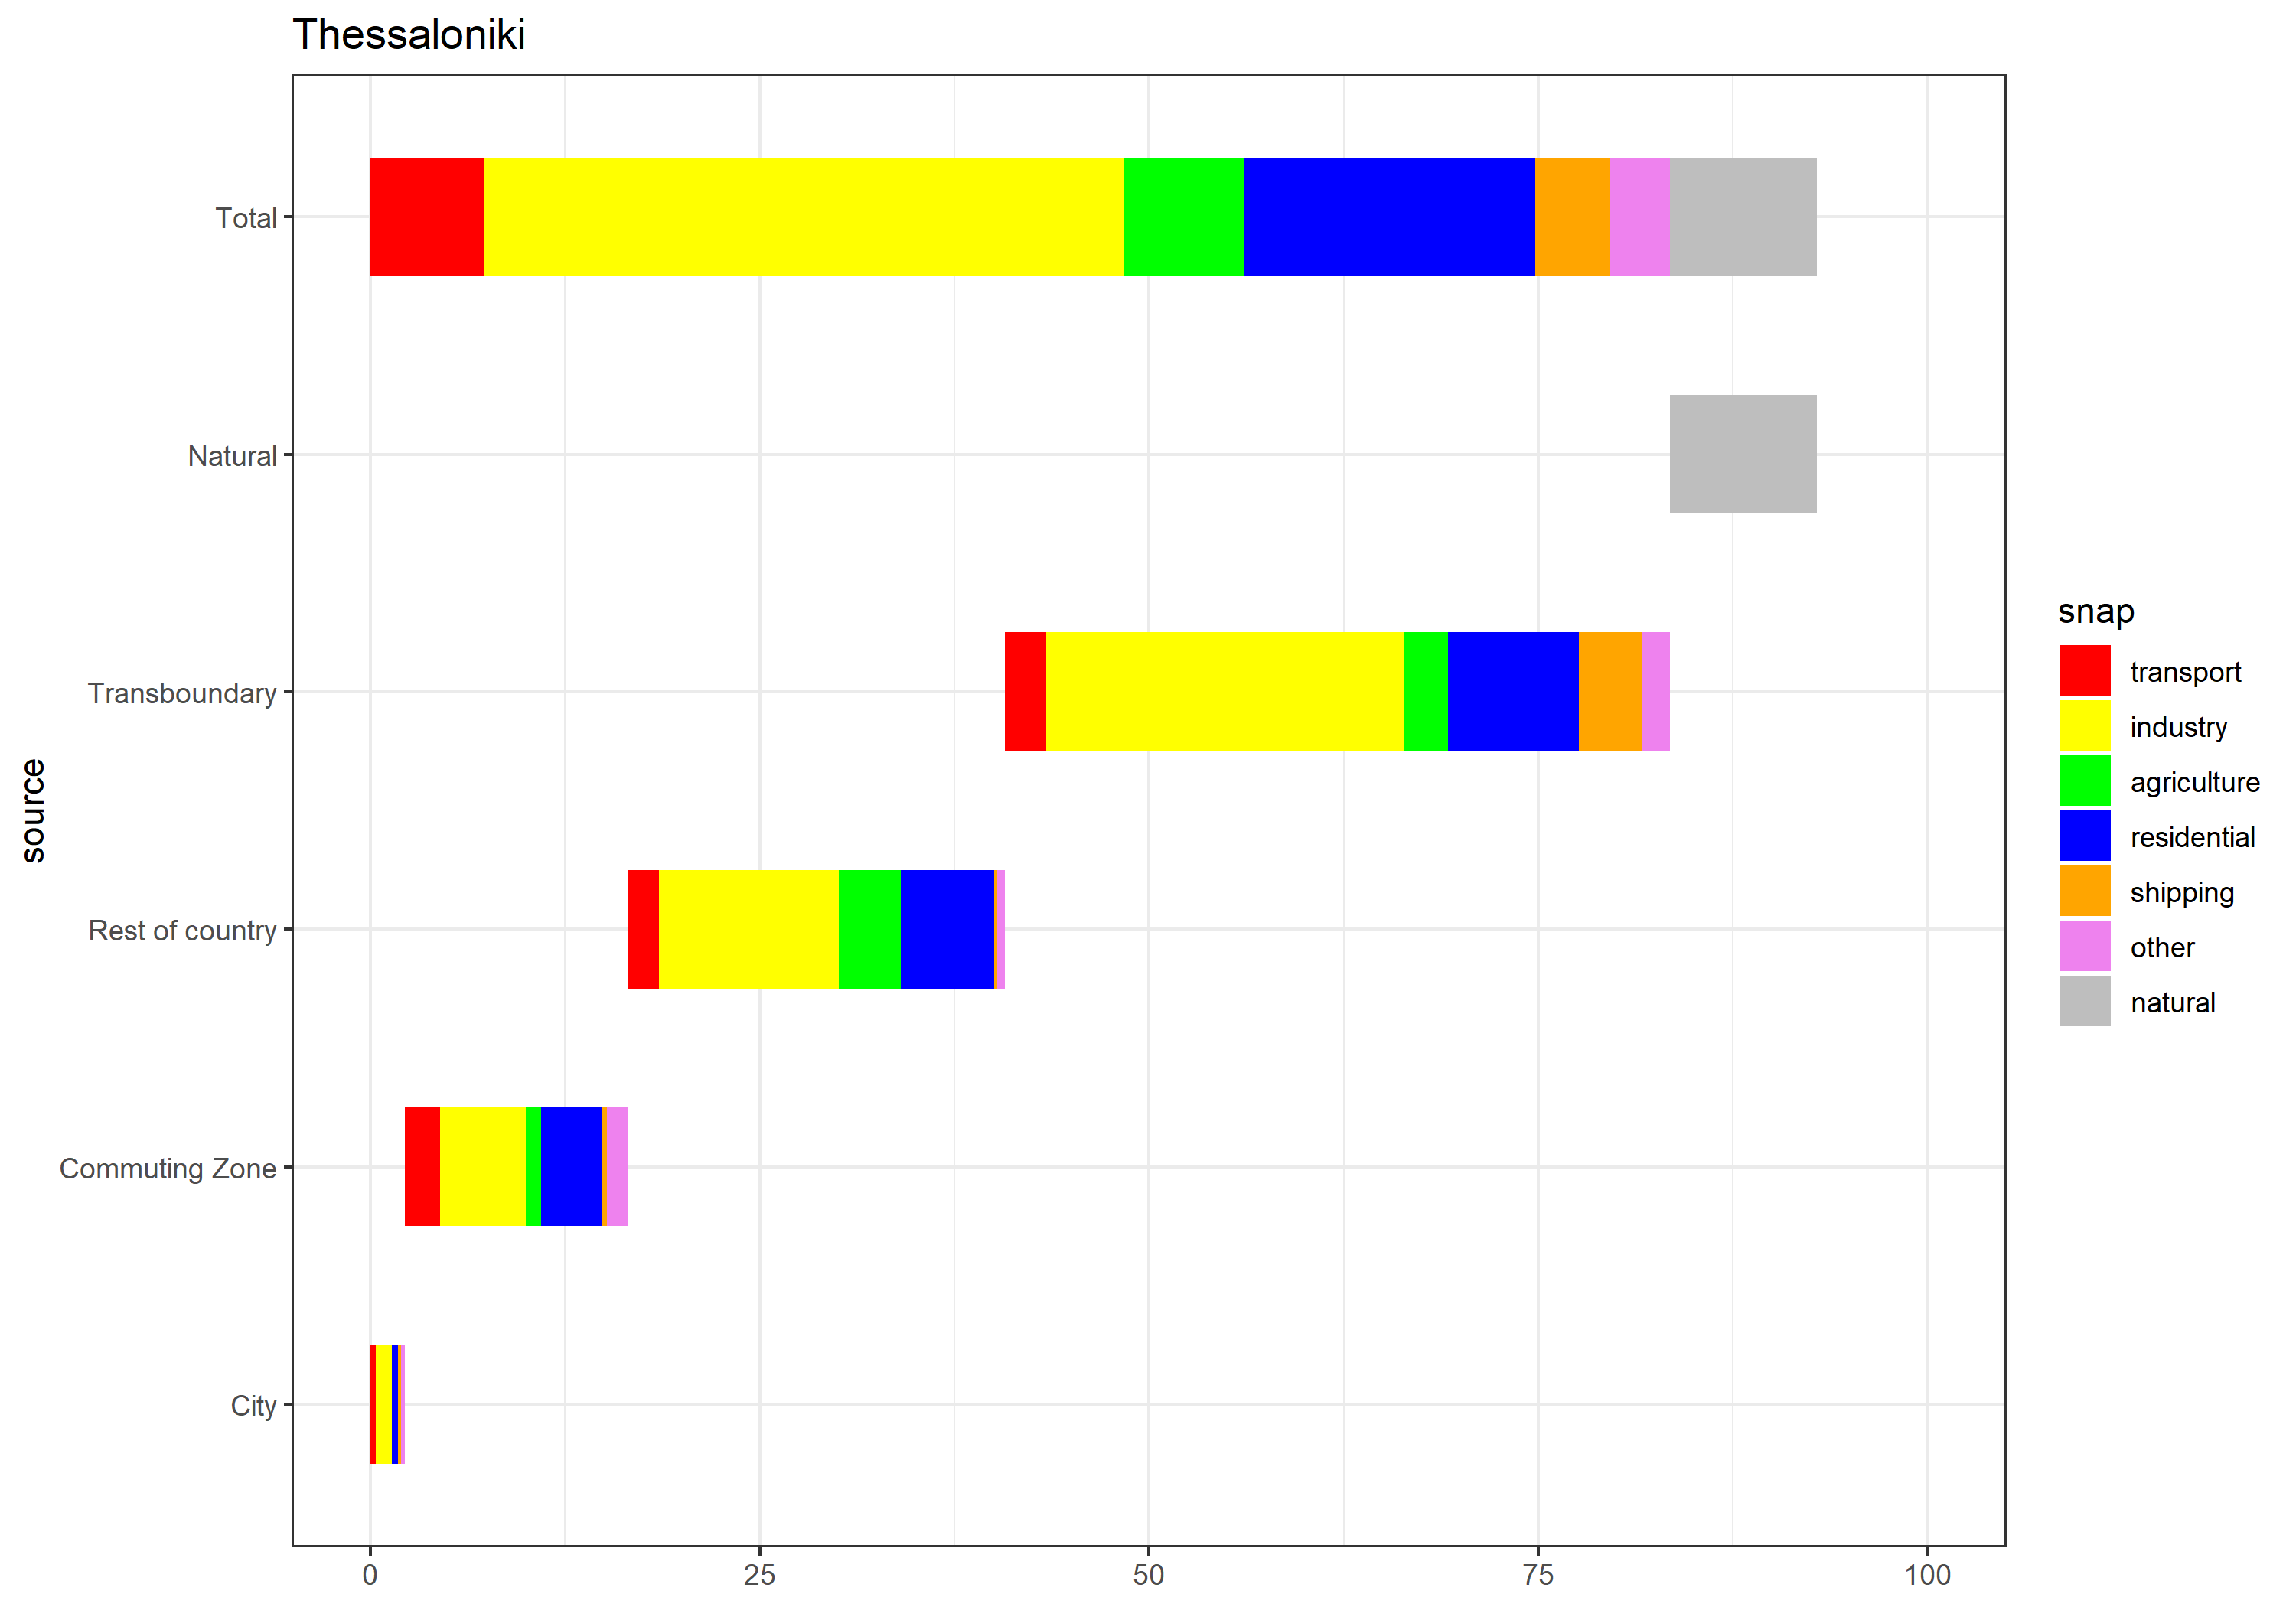 Thessaloniki
Total
Natural
Transboundary
Rest of country
Commuting Zone
City
source
0 25 50 75 100
snap
transport
industry
agriculture
residential
shipping
other
natural